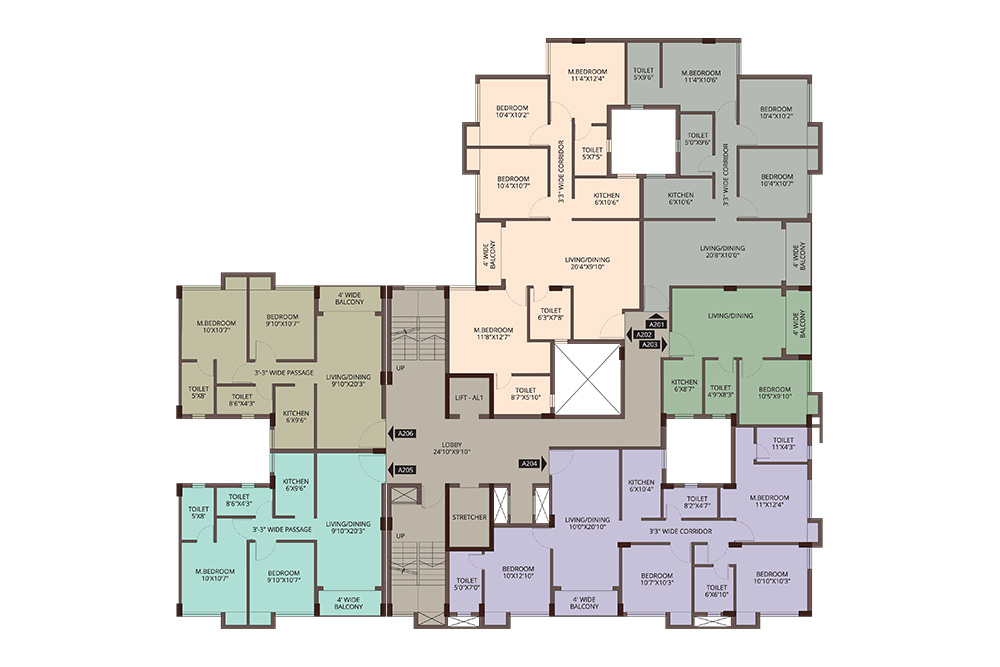 M.BEDROOM
11'4"X12'4"
TOILET
5'X9'6"
M.BEDROOM
11'4"X10'6"
BEDROOM
10'4"X10'2"
BEDROOM
10'4"X10'2"
TOILET
5'X7'5"
3'3" WIDE CORRIDOR
TOILET
5'0"X9'6"
3'3" WIDE CORRIDOR
BEDROOM
10'4"X10'7"
BEDROOM
10'4"X10'7"
KITCHEN
6'X10'6"
KITCHEN
6'X10'6"
4' WIDE
BALCONY
LIVING/DINING
20'4"X9'10"
LIVING/DINING
20'8"X10'0"
4' WIDE
BALCONY
M.BEDROOM
10'X10'7"
BEDROOM
9'10"X10'7"
4' WIDE
BALCONY
M.BEDROOM
11'8"X12'7"
TOILET
6'3"X7'8"
A201
A202
A203
LIVING/DINING
4' WIDE
BALCONY
UP
3'-3" WIDE PASSAGE
LIVING/DINING
9'10"X20'3"
TOILET
5'X8'
TOILET
8'6"X4'3"
KITCHEN
6'X9'6"
LIFT - AL1
TOILET
8'7"X5'10"
KITCHEN
6'X8'7"
TOILET
4'9"X8'3"
BEDROOM
10'5"X9'10"
A206
LOBBY
24'10"X9'10"
A205
A204
TOILET
11'X4'3"
TOILET
5'X8'
TOILET
8'6"X4'3"
KITCHEN
6'X9'6"
KITCHEN
6'X10'4"
TOILET
8'2"X4'7"
M.BEDROOM
11'X12'4"
3'-3" WIDE PASSAGE
LIVING/DINING
9'10"X20'3"
UP
STRETCHER
LIVING/DINING
10'0"X20'10"
3'3" WIDE CORRIDOR
M.BEDROOM
10'X10'7"
BEDROOM
9'10"X10'7"
TOILET
5'0"X7'0"
BEDROOM
10'X12'10"
BEDROOM
10'7"X10'3"
TOILET
6'X6'10"
BEDROOM
10'10"X10'3"
4' WIDE
BALCONY
4' WIDE
BALCONY